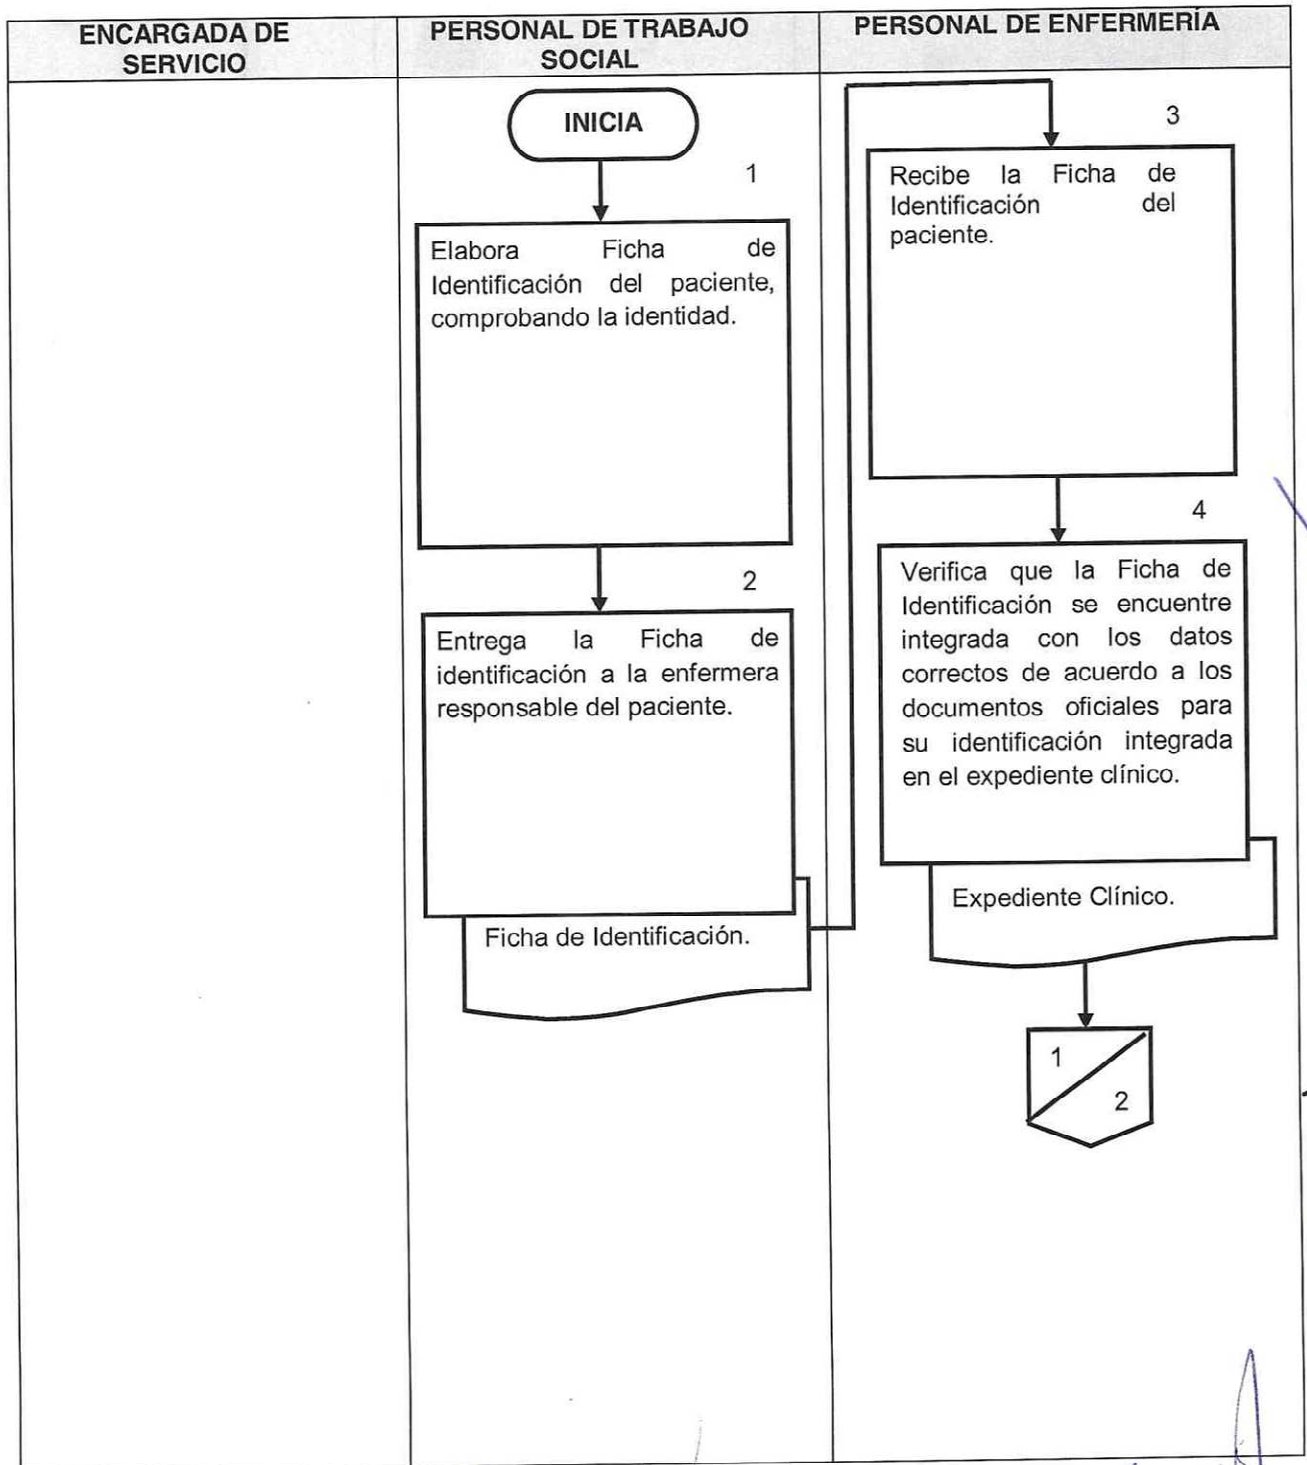 ENCARGADA DE
SERVICIO
PERSONAL DE TRABAJO
SOCIAL
PERSONAL DE ENFERMERÍA
INICIA
1
Elabora Ficha de
Identificación del paciente,
comprobando la identidad.
2
Entrega la Ficha de
identificación a la enfermera
responsable del paciente.
Ficha de Identificación.
3
Recibe la Ficha de
Identificación del
paciente.
4
Verifica que la Ficha de
Identificación se encuentre
integrada con los datos
correctos de acuerdo a los
documentos oficiales para
su identificación integrada
en el expediente clínico.
Expediente Clínico.
1
2